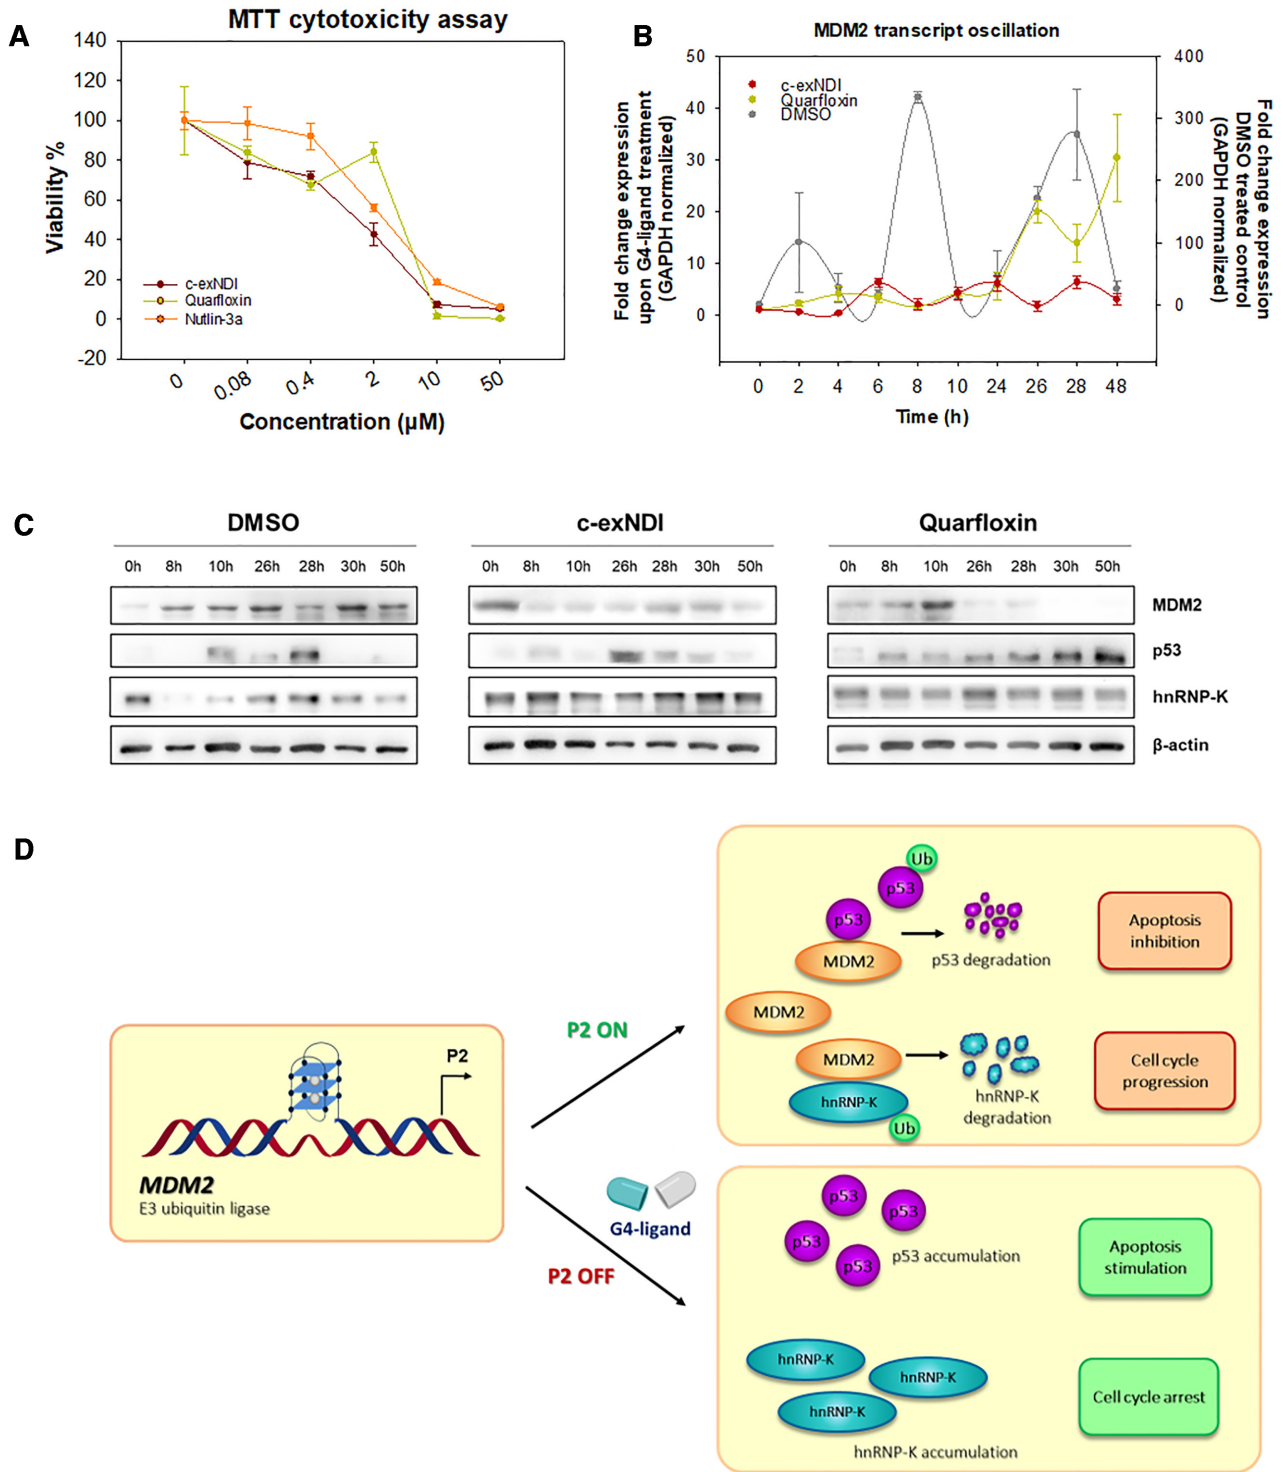 A
MTT cytotoxicity assay
Viability %
140
120
100
80
60
40
20
0
-20
c-exNDI
Quarfloxin
Nutlin-3a
0 0.08 0.4 2 10 50
Concentration (µM)
B
MDM2 transcript oscillation
Fold change expression
upon G4-ligand treatment
(GAPDH normalized)
50
40
30
20
10
0
c-exNDI
Quarfloxin
DMSO
400
300
200
100
0
Fold change expression
DMSO treated control
(GAPDH normalized)
0 2 4 6 8 10 24 26 28 48
Time (h)
C
DMSO
0h 8h 10h 26h 28h 30h 50h
c-exNDI
0h 8h 10h 26h 28h 30h 50h
Quarfloxin
0h 8h 10h 26h 28h 30h 50h
MDM2
p53
hnRNP-K
β-actin
D
P2
MDM2
E3 ubiquitin ligase
P2 ON
G4-ligand
P2 OFF
Ub
p53
p53
MDM2
p53 degradation
Apoptosis
inhibition
MDM2
MDM2
hnRNP-K
Ub
hnRNP-K
degradation
Cell cycle
progression
p53
p53
p53
p53
p53 accumulation
Apoptosis
stimulation
hnRNP-K
hnRNP-K
hnRNP-K
hnRNP-K accumulation
Cell cycle arrest